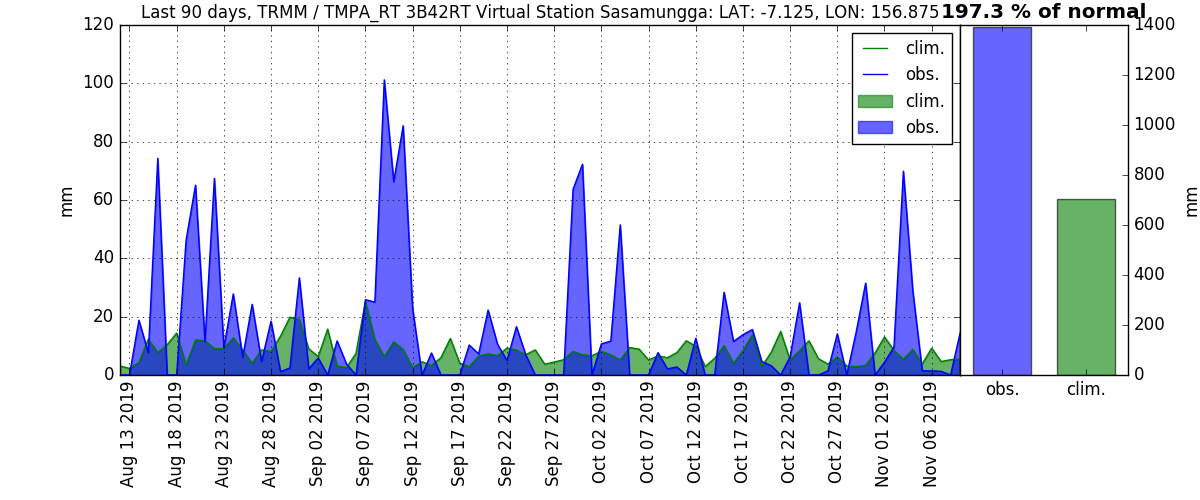 Last 90 days, TRMM / TMPA_RT 3B42RT Virtual Station Sasamungga: LAT: -7.125, LON: 156.875 197.3 % of normal
mm
120
100
80
60
40
20
0
clim.
obs.
clim.
obs.
1400
1200
1000
800
600
400
200
0
mm
Aug 13 2019
Aug 18 2019
Aug 23 2019
Aug 28 2019
Sep 02 2019
Sep 07 2019
Sep 12 2019
Sep 17 2019
Sep 22 2019
Sep 27 2019
Oct 02 2019
Oct 07 2019
Oct 12 2019
Oct 17 2019
Oct 22 2019
Oct 27 2019
Nov 01 2019
Nov 06 2019
obs.
clim.